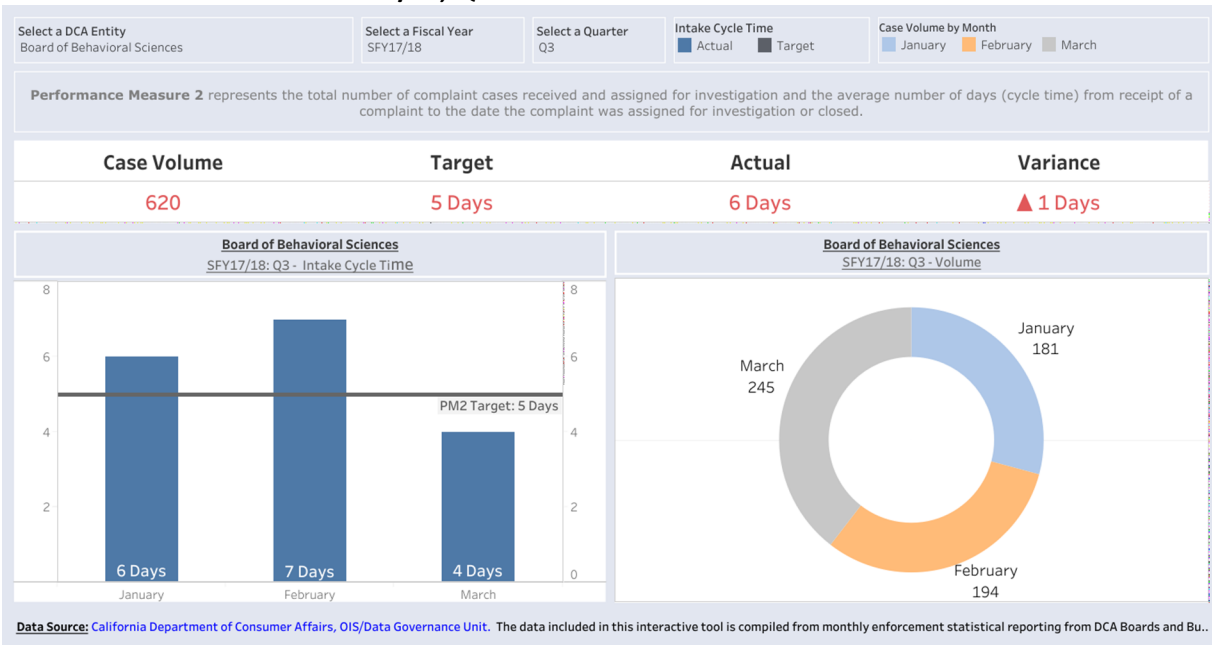 Select a DCA Entity
Board of Behavioral Sciences
Select a Fiscal Year
SFY17/18
Select a Quarter
Q3
Intake Cycle Time
Actual
Target
Case Volume by Month
January
February
March
Performance Measure 2 represents the total number of complaint cases received and assigned for investigation and the average number of days (cycle time) from receipt of a
complaint to the date the complaint was assigned for investigation or closed.
Case Volume
Target
Actual
Variance
620
5 Days
6 Days
▲ 1 Days
Board of Behavioral Sciences
SFY17/18: Q3 - Intake Cycle Time
8
6
4
2
8
6
4
2
0
PM2 Target: 5 Days
6 Days
7 Days
4 Days
January
February
March
Board of Behavioral Sciences
SFY17/18: Q3 - Volume
January
181
March
245
February
194
Data Source: California Department of Consumer Affairs, OIS/Data Governance Unit. The data included in this interactive tool is compiled from monthly enforcement statistical reporting from DCA Boards and Bu..